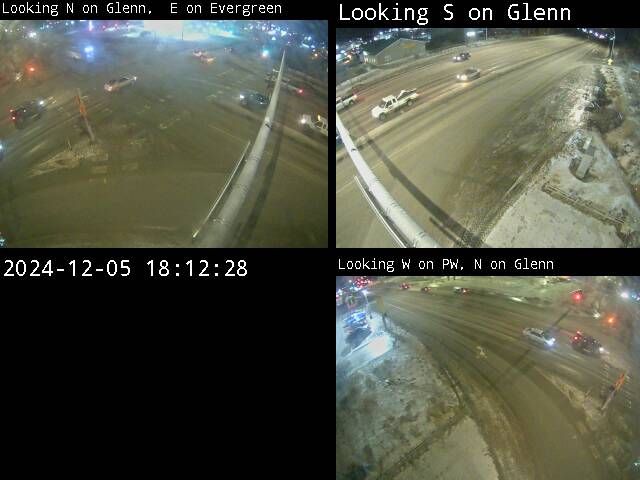 Looking N on Glenn,  E on Evergreen
Looking S on Glenn
2024-12-05 18:12:28
Looking W on PW, N on Glenn